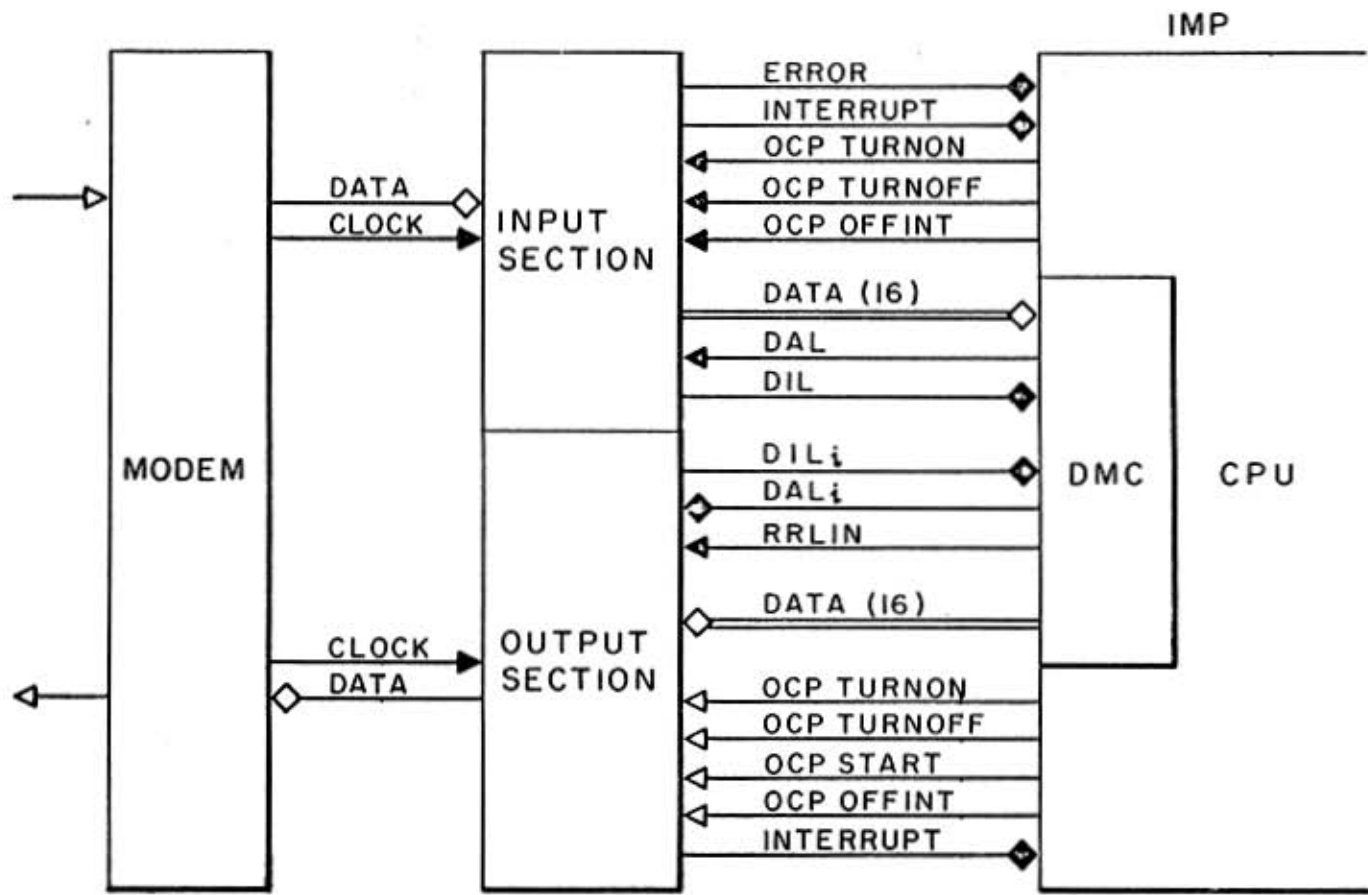 IMP
ERROR
INTERRUPT
OCP TURNON
OCP TURNOFF
OCP OFFINT
DATA (16)
DAL
DIL
DILi
DALi
RRLIN
DATA (16)
OCP TURNON
OCP TURNOFF
OCP START
OCP OFFINT
INTERRUPT
DATA
CLOCK
INPUT
SECTION
MODEM
DMC
CPU
CLOCK
DATA
OUTPUT
SECTION